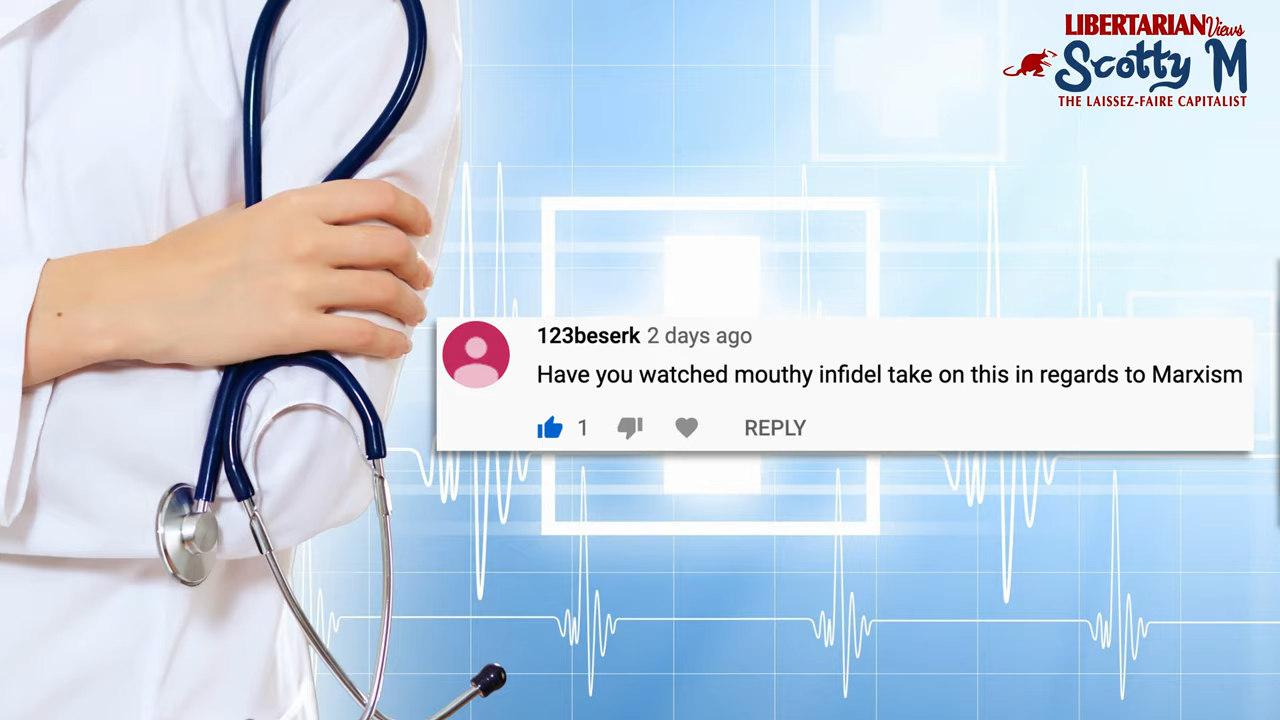 LIBERTARIAN Views
Scotty M
THE LAISSEZ-FAIRE CAPITALIST
123beserk 2 days ago
Have you watched mouthy infidel take on this in regards to Marxism
1 REPLY